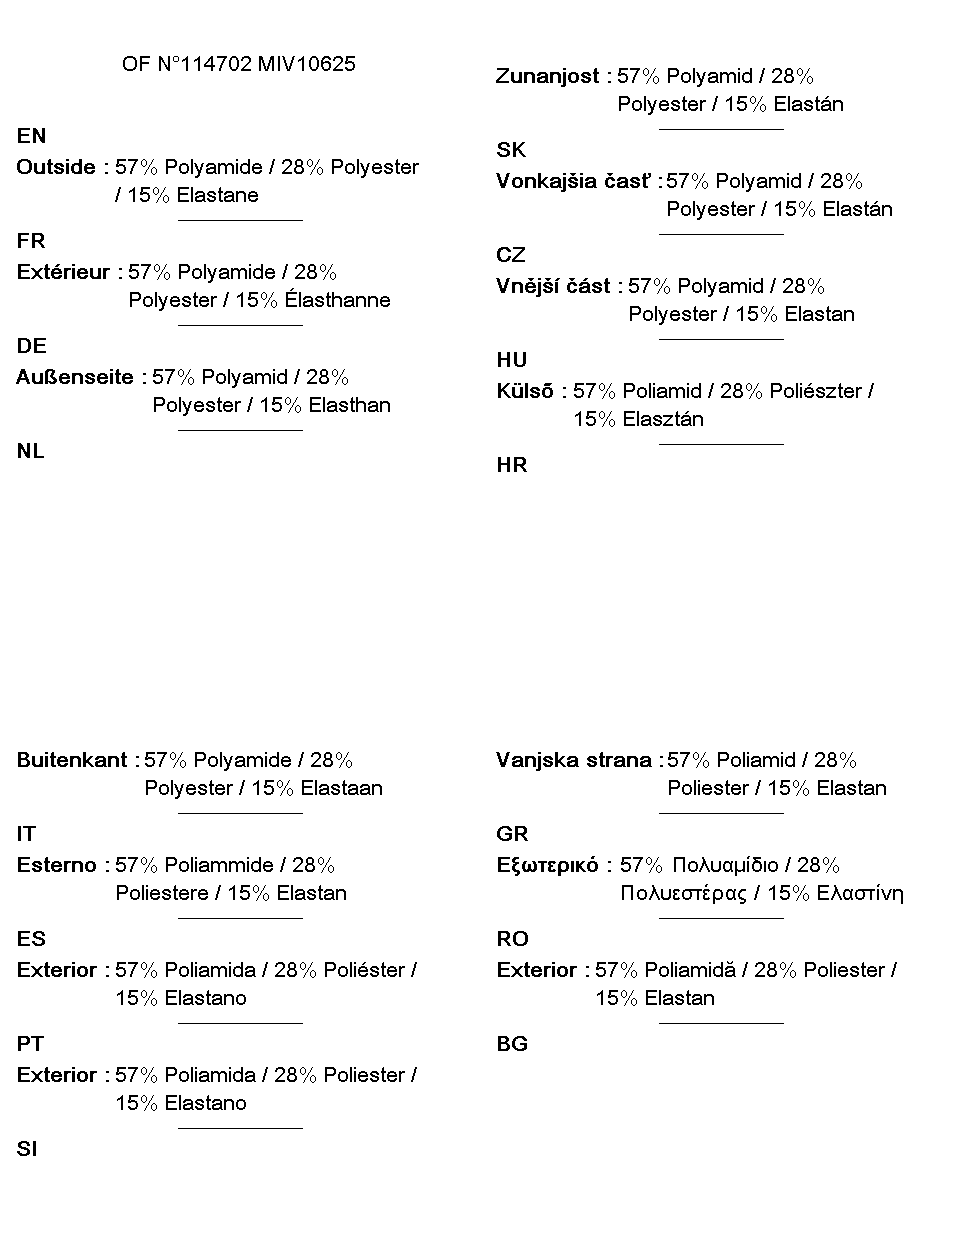 OF N°114702 MIV10625
EN
Outside : 57% Polyamide / 28% Polyester
/ 15% Elastane
FR
Extérieur : 57% Polyamide / 28%
Polyester / 15% Élasthanne
DE
Außenseite : 57% Polyamid / 28%
Polyester / 15% Elasthan
NL
Buitenkant : 57% Polyamide / 28%
Polyester / 15% Elastaan
IT
Esterno : 57% Poliammide / 28%
Poliestere / 15% Elastan
ES
Exterior : 57% Poliamida / 28% Poliéster /
15% Elastano
PT
Exterior : 57% Poliamida / 28% Poliester /
15% Elastano
SI
Zunanjost : 57% Polyamid / 28%
Polyester / 15% Elastán
SK
Vonkajšia časť : 57% Polyamid / 28%
Polyester / 15% Elastán
CZ
Vnější část : 57% Polyamid / 28%
Polyester / 15% Elastan
HU
Külső : 57% Poliamid / 28% Poliészter /
15% Elasztán
HR
Vanjska strana : 57% Poliamid / 28%
Poliester / 15% Elastan
GR
Εξωτερικό : 57% Πολυαμίδιο / 28%
Πολυεστέρας / 15% Ελαστίνη
RO
Exterior : 57% Poliamidă / 28% Poliester /
15% Elastan
BG